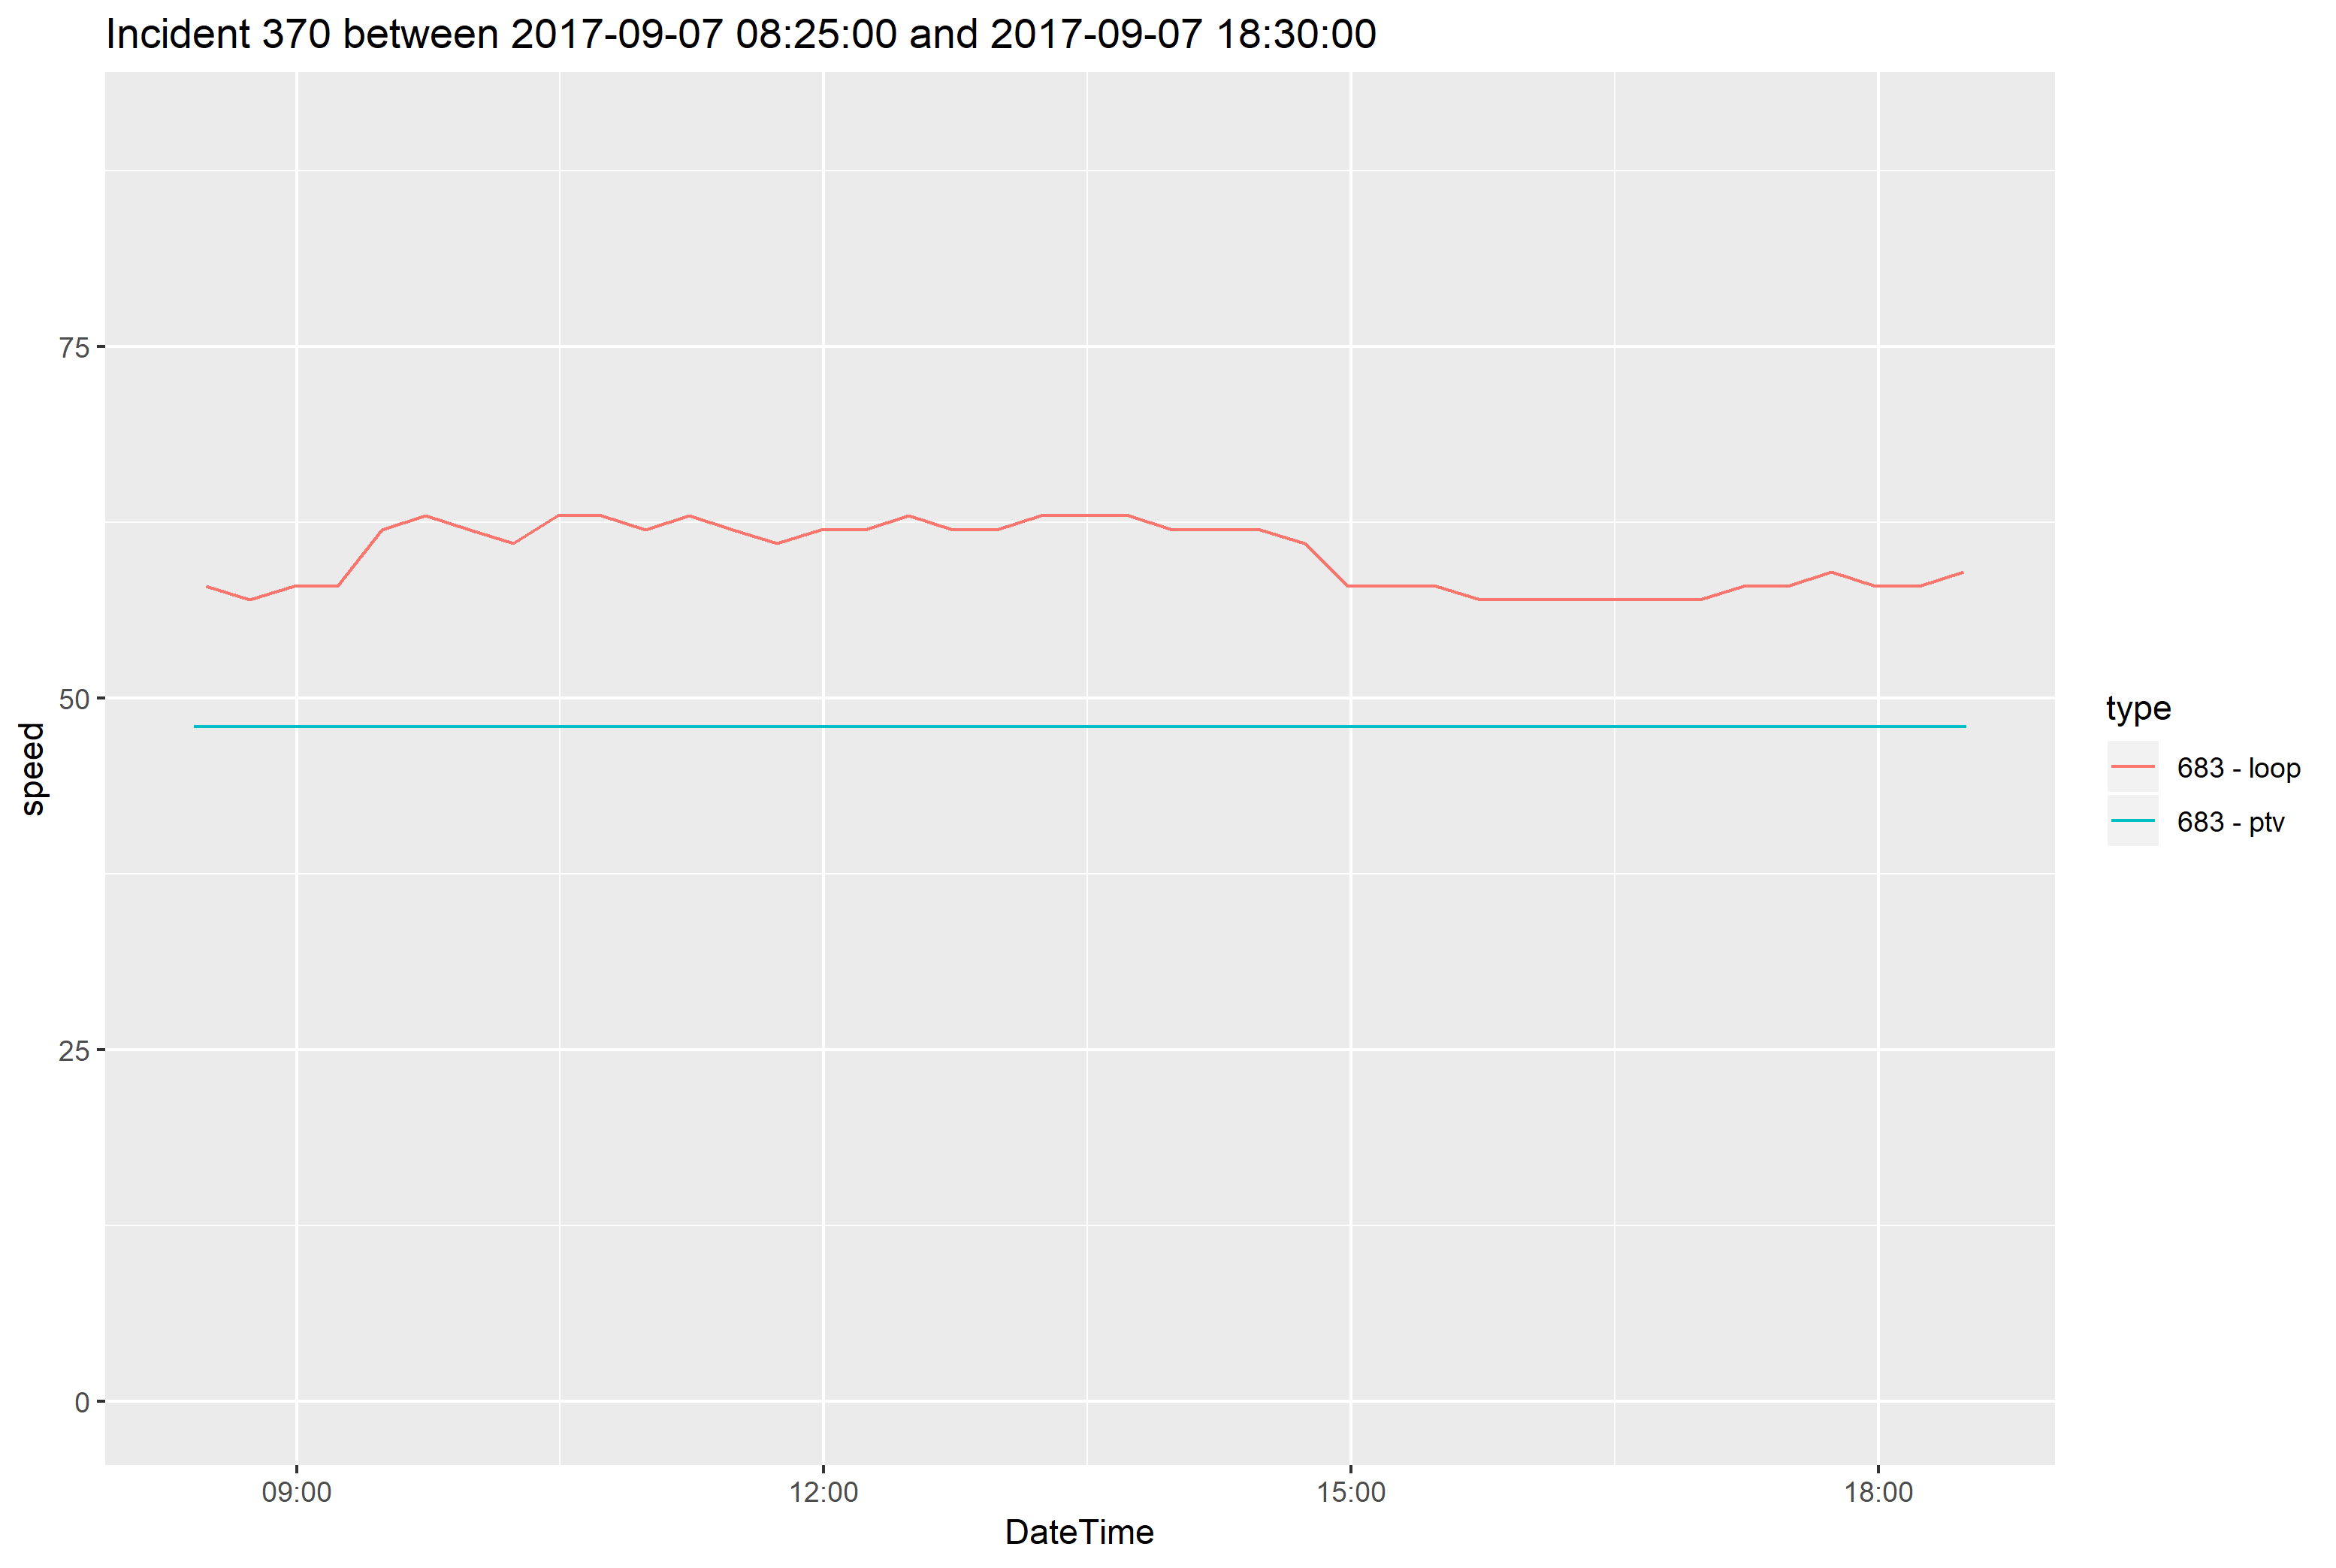 Incident 370 between 2017-09-07 08:25:00 and 2017-09-07 18:30:00
75
50
25
0
speed
09:00 12:00 15:00 18:00
DateTime
type
683 - loop
683 - ptv